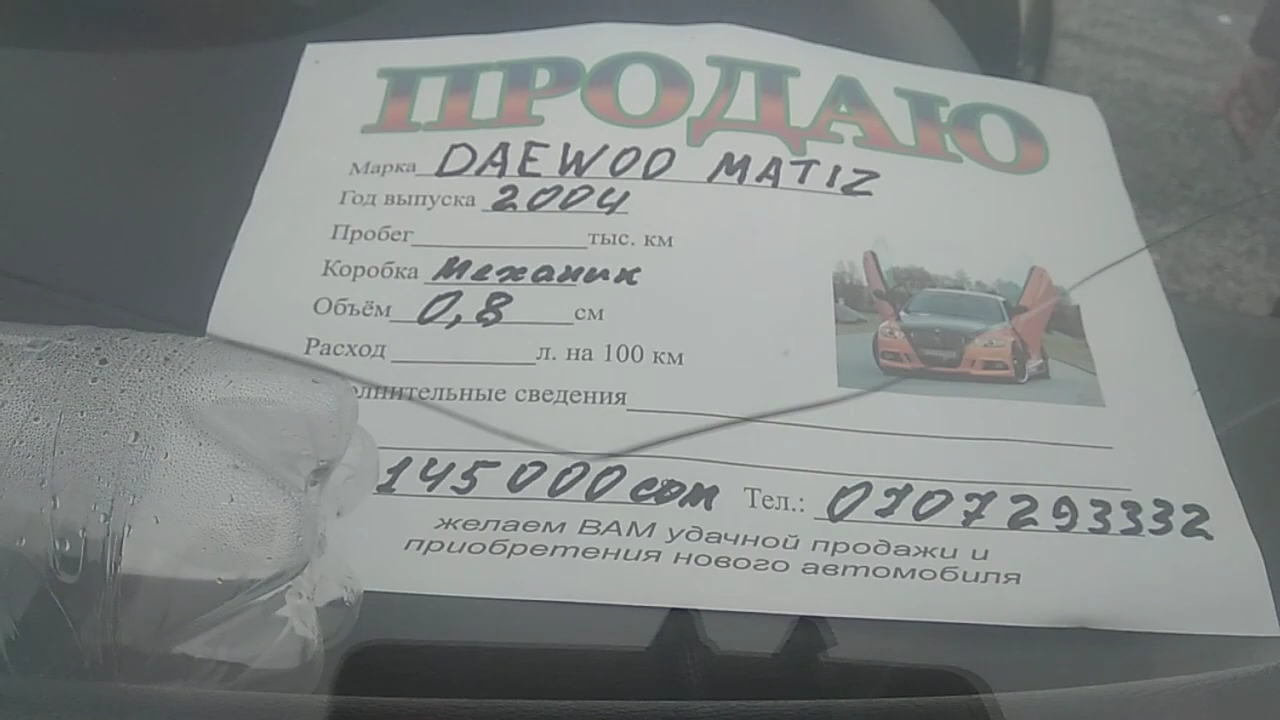 ПРОДАЮ
Марка DAEWOO MATIZ
Год выпуска 2004
Пробег тыс. км
Коробка Механик
Объём 0,8 см
Расход л. на 100 км
олнительные сведения
145000 сом Тел.: 0707293332
желаем ВАМ удачной продажи и
приобретения нового автомобиля